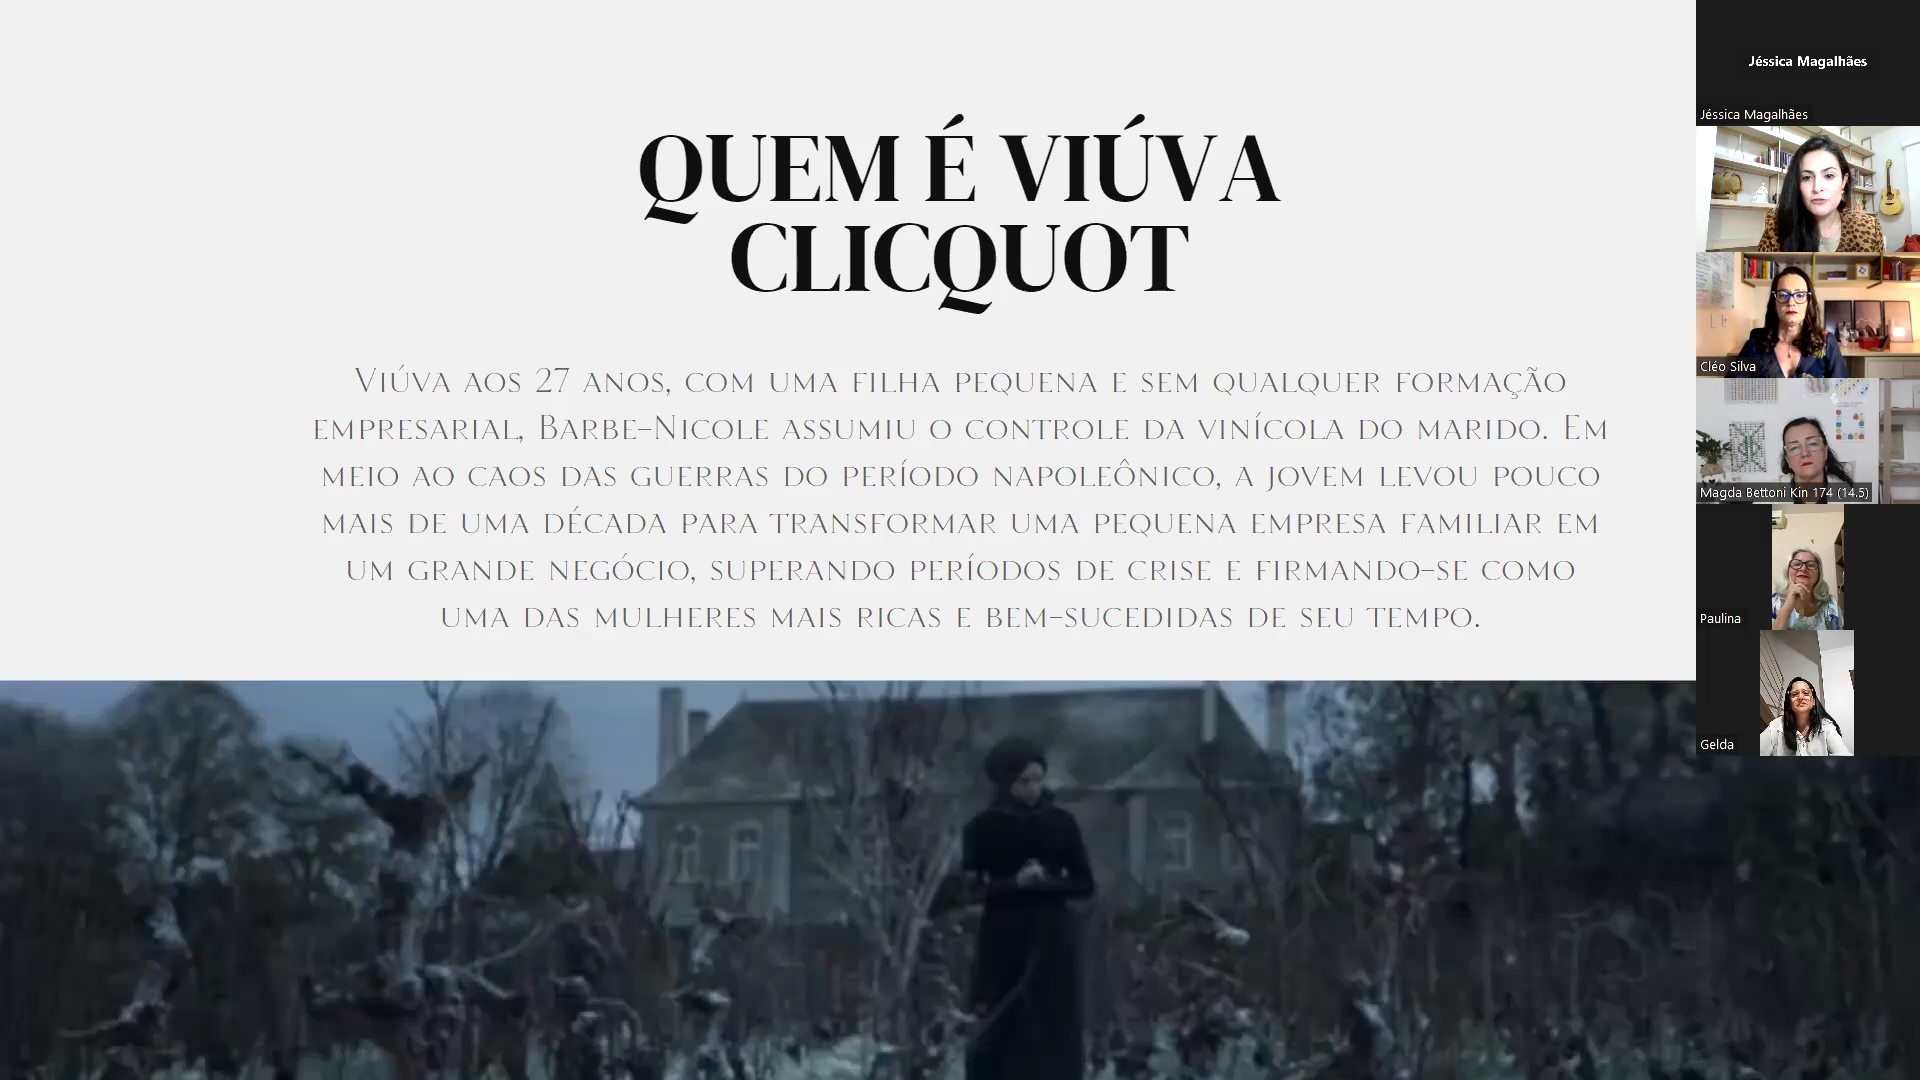 QUEM É VIÚVA
CLICQUOT
Viúva aos 27 anos, com uma filha pequena e sem qualquer formação
empresarial, Barbe-Nicole assumiu o controle da vinícola do marido. Em
meio ao caos das guerras do período napoleônico, a jovem levou pouco
mais de uma década para transformar uma pequena empresa familiar em
um grande negócio, superando períodos de crise e firmando-se como
uma das mulheres mais ricas e bem-sucedidas de seu tempo.
Jéssica Magalhães
Jéssica Magalhães
Cléo Silva
Magda Bettoni Kin 174 (14.5)
Paulina
Gelda